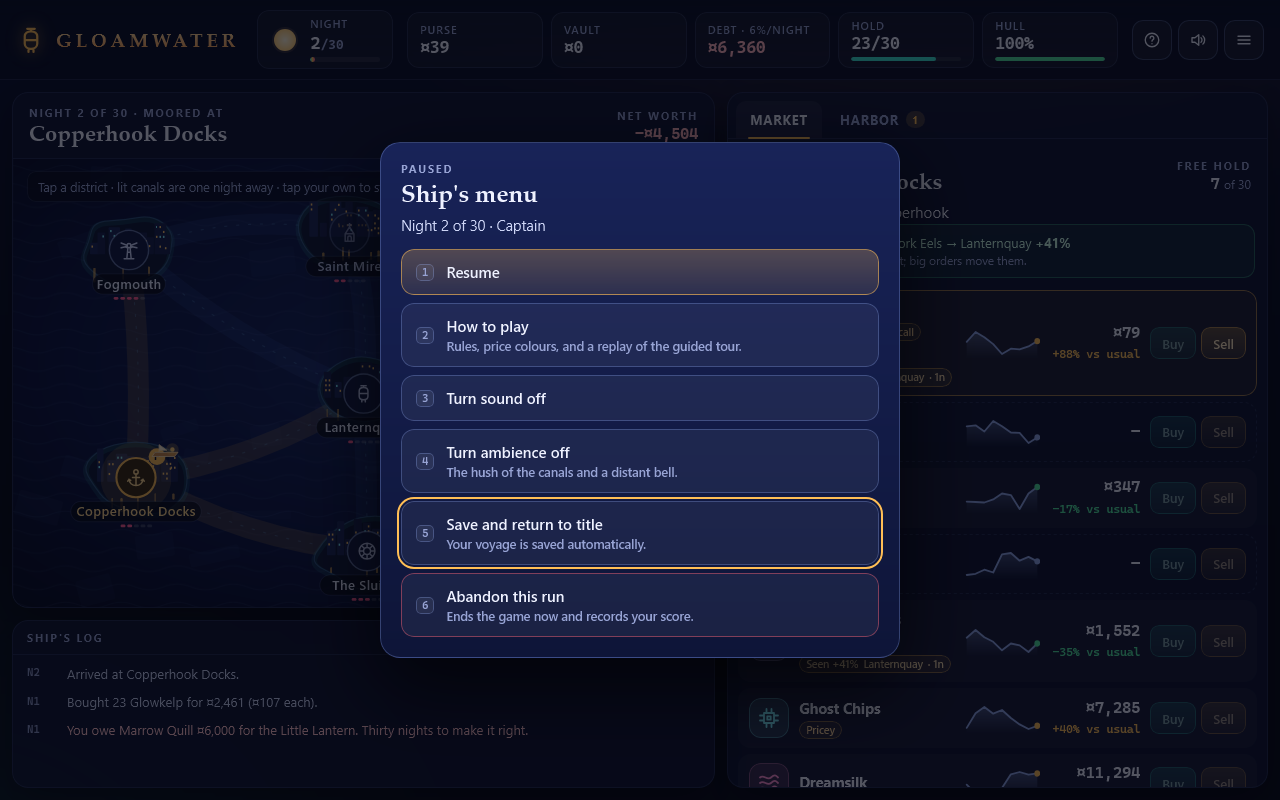 GLOAMWATER
NIGHT
2/30
PURSE
¤39
VAULT
¤0
DEBT · 6%/NIGHT
¤6,360
HOLD
23/30
HULL
100%
NIGHT 2 OF 30 · MOORED AT
Copperhook Docks
NET WORTH
−¤4,504
Tap a district · lit canals are one night away · tap your own to s
Fogmouth
Saint Mire
Lanternq
Copperhook Docks
The Slu
SHIP'S LOG
N2 Arrived at Copperhook Docks.
N1 Bought 23 Glowkelp for ¤2,461 (¤107 each).
N1 You owe Marrow Quill ¤6,000 for the Little Lantern. Thirty nights to make it right.
PAUSED
Ship's menu
Night 2 of 30 · Captain
1 Resume
2 How to play
Rules, price colours, and a replay of the guided tour.
3 Turn sound off
4 Turn ambience off
The hush of the canals and a distant bell.
5 Save and return to title
Your voyage is saved automatically.
6 Abandon this run
Ends the game now and records your score.
MARKET
HARBOR 1
ocks
FREE HOLD
7 of 30
perhook
ork Eels → Lanternquay +41%
t; big orders move them.
call
¤79
+88% vs usual
Buy
Sell
nquay · 1n
–
Buy
Sell
¤347
−17% vs usual
Buy
Sell
–
Buy
Sell
¤1,552
−35% vs usual
Buy
Sell
Seen +41% Lanternquay · 1n
Ghost Chips
Pricey
¤7,285
+40% vs usual
Buy
Sell
Dreamsilk
¤11,294
Buy
Sell